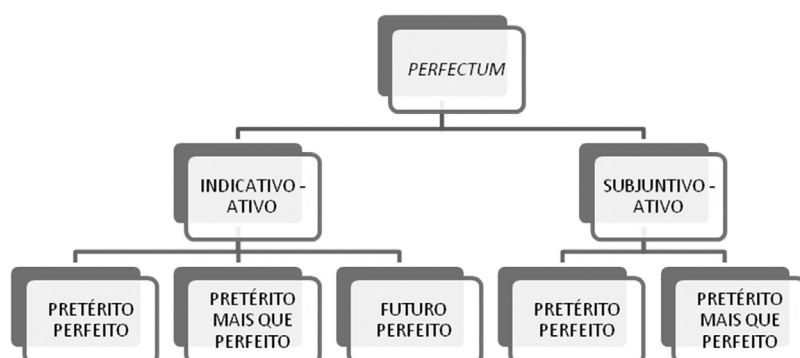 PERFECTUM
INDICATIVO -
ATIVO
SUBJUNTIVO -
ATIVO
PRETÉRITO
PERFEITO
PRETÉRITO
MAIS QUE
PERFEITO
FUTURO
PERFEITO
PRETÉRITO
PERFEITO
PRETÉRITO
MAIS QUE
PERFEITO